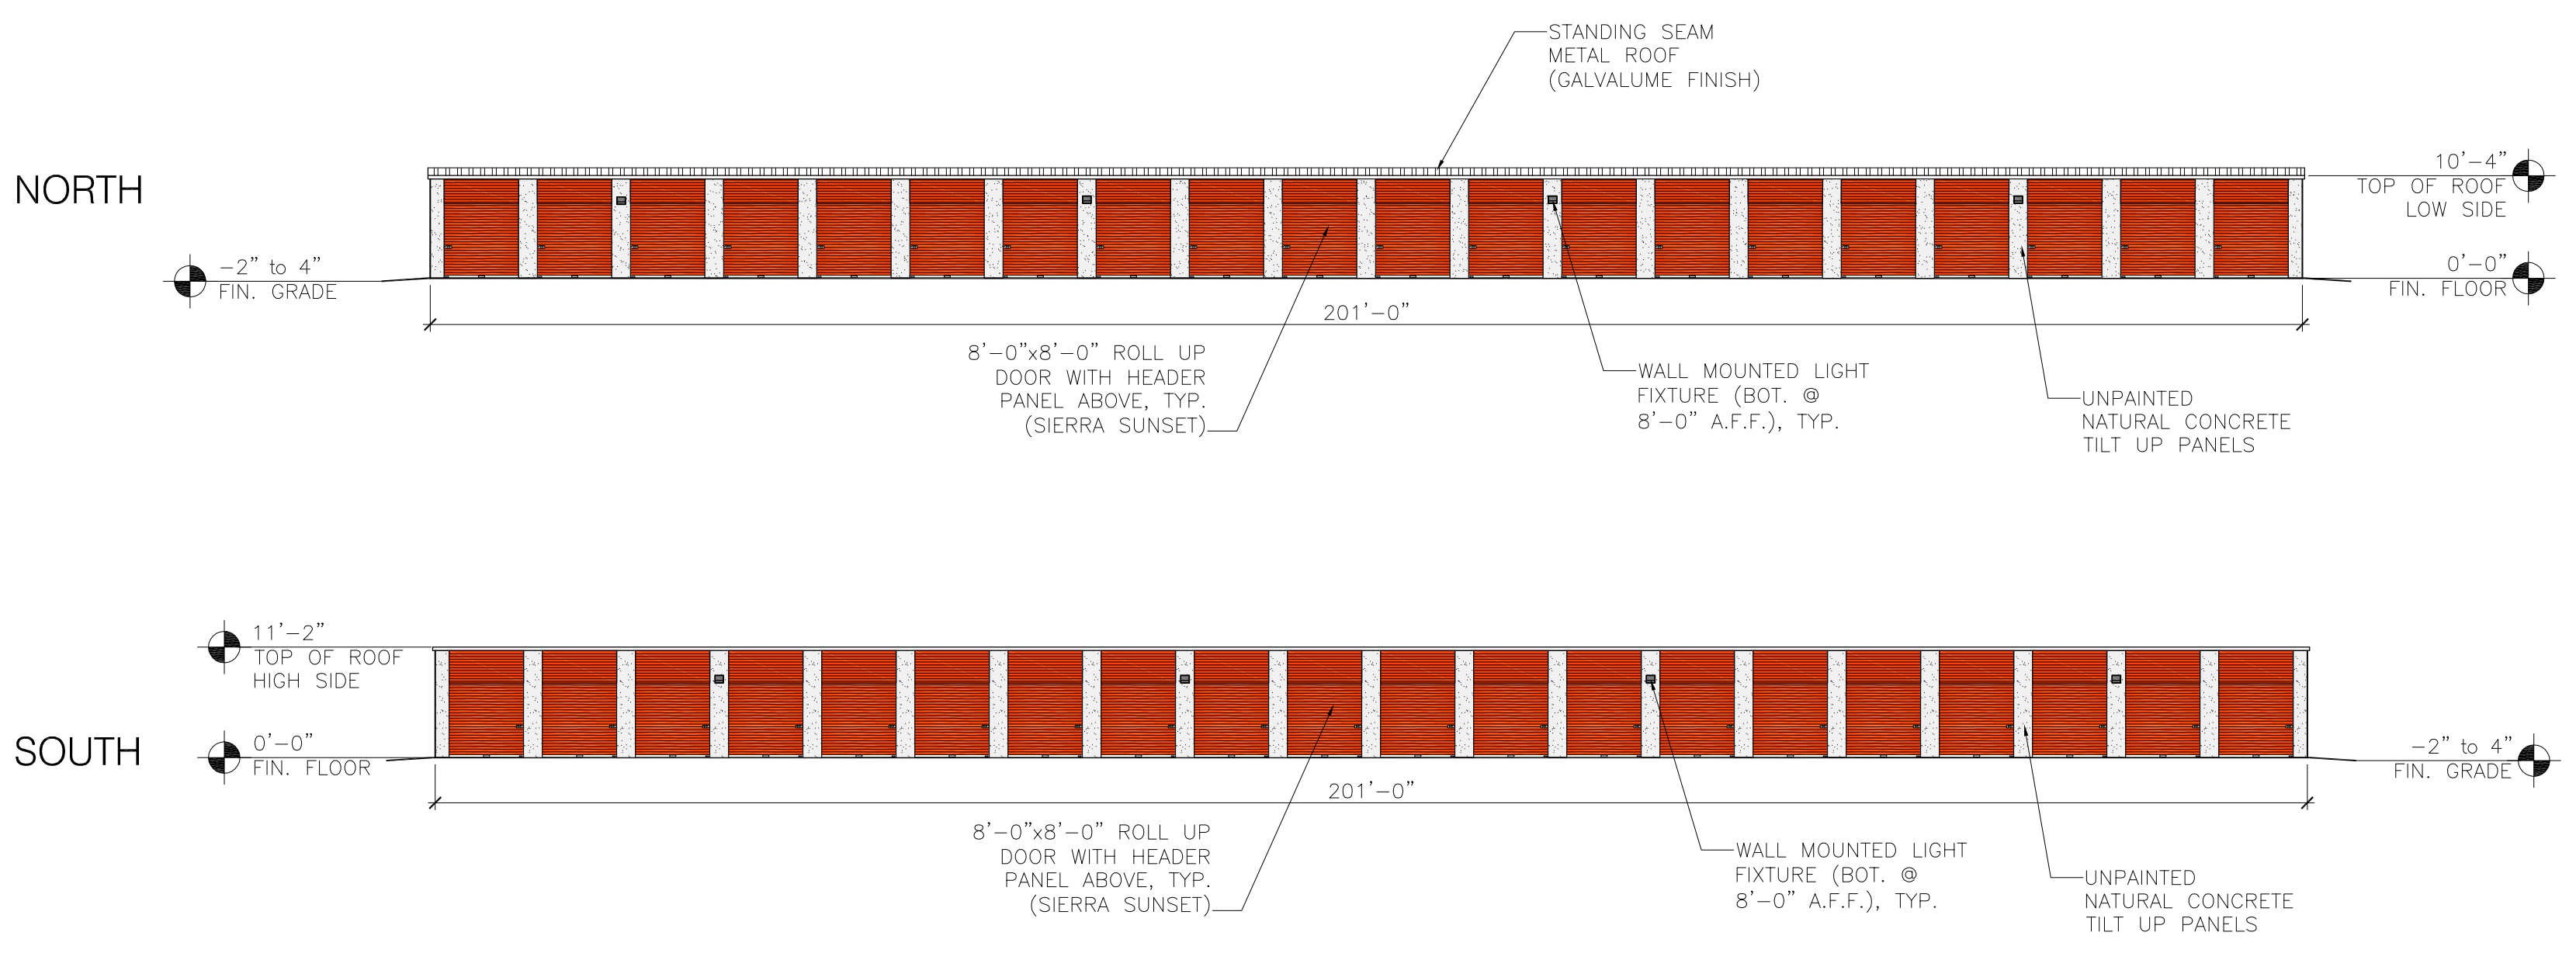 STANDING SEAM
METAL ROOF
(GALVALUME FINISH)
NORTH
10'-4"
TOP OF ROOF
LOW SIDE
-2" to 4"
FIN. GRADE
0'-0"
FIN. FLOOR
201'-0"
8'-0"x8'-0" ROLL UP
DOOR WITH HEADER
PANEL ABOVE, TYP.
(SIERRA SUNSET)
WALL MOUNTED LIGHT
FIXTURE (BOT. @
8'-0" A.F.F.), TYP.
UNPAINTED
NATURAL CONCRETE
TILT UP PANELS
11'-2"
TOP OF ROOF
HIGH SIDE
SOUTH
0'-0"
FIN. FLOOR
-2" to 4"
FIN. GRADE
201'-0"
8'-0"x8'-0" ROLL UP
DOOR WITH HEADER
PANEL ABOVE, TYP.
(SIERRA SUNSET)
WALL MOUNTED LIGHT
FIXTURE (BOT. @
8'-0" A.F.F.), TYP.
UNPAINTED
NATURAL CONCRETE
TILT UP PANELS